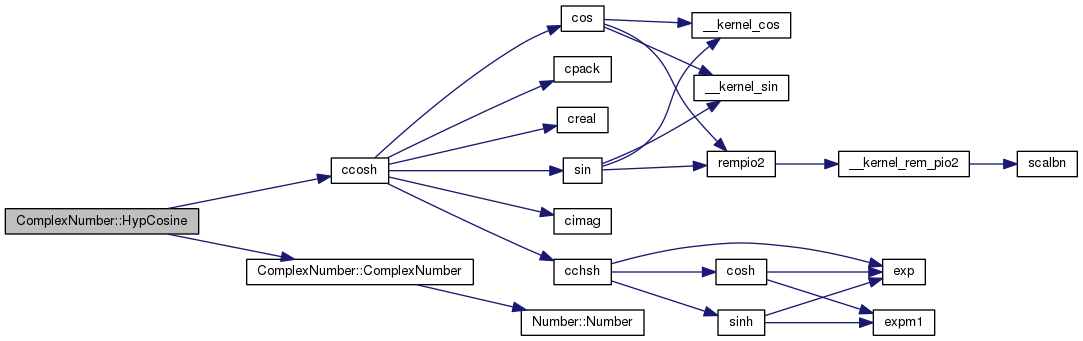 cos
__kernel_cos
cpack
__kernel_sin
creal
ccosh
sin
rempio2
__kernel_rem_pio2
scalbn
ComplexNumber::HypCosine
cimag
ComplexNumber::ComplexNumber
cchsh
cosh
exp
Number::Number
sinh
expm1